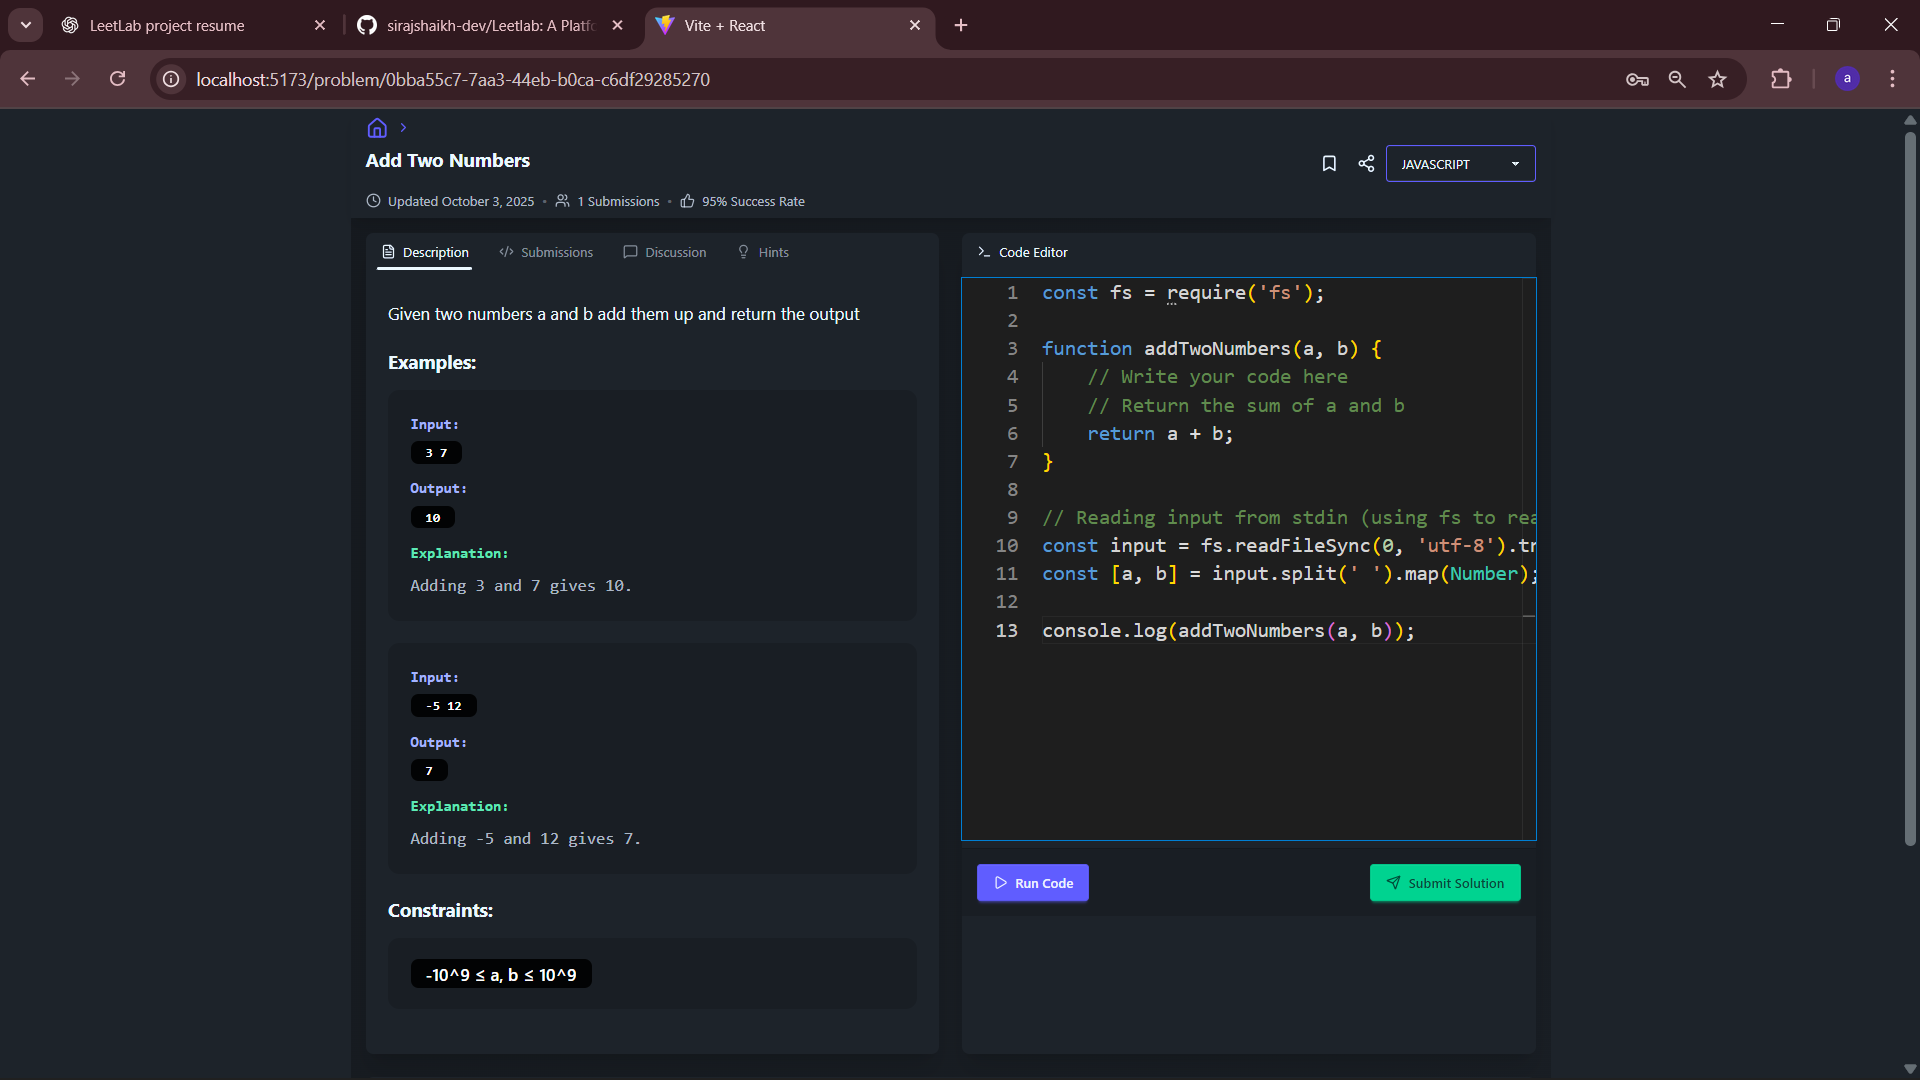 LeetLab project resume
sirajshaikh-dev/Leetlab: A Platfo
Vite + React
localhost:5173/problem/0bba55c7-7aa3-44eb-b0ca-c6df29285270
a
Add Two Numbers
JAVASCRIPT
Updated October 3, 2025 • 1 Submissions • 95% Success Rate
Description
Submissions
Discussion
Hints
Given two numbers a and b add them up and return the output
Examples:
Input:
3 7
Output:
10
Explanation:
Adding 3 and 7 gives 10.
Input:
-5 12
Output:
7
Explanation:
Adding -5 and 12 gives 7.
Constraints:
-10^9 ≤ a, b ≤ 10^9
Code Editor
1 const fs = require('fs');
2
3 function addTwoNumbers(a, b) {
4 // Write your code here
5 // Return the sum of a and b
6 return a + b;
7 }
8
9 // Reading input from stdin (using fs to rea
10 const input = fs.readFileSync(0, 'utf-8').tr
11 const [a, b] = input.split(' ').map(Number);
12
13 console.log(addTwoNumbers(a, b));
Run Code
Submit Solution